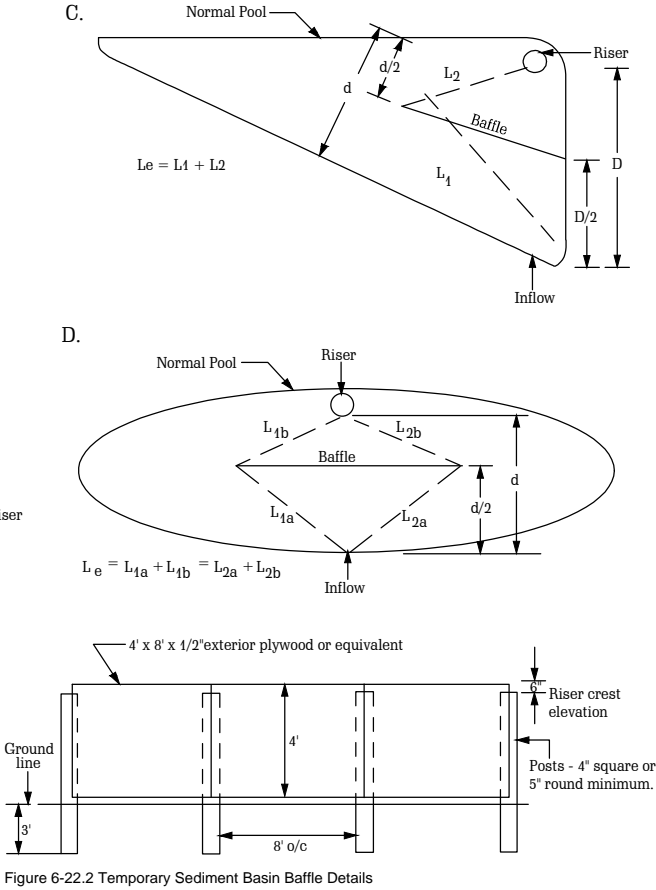 C.
Normal Pool
Riser
d
d/2
L2
Baffle
Le = L1 + L2
L1
D
D/2
Inflow
D.
Riser
Normal Pool
L1b
L2b
Baffle
d
d/2
L1a
L2a
Le = L1a + L1b = L2a + L2b
Inflow
iser
4' x 8' x 1/2"exterior plywood or equivalent
6"
Riser crest
elevation
4'
Ground
line
Posts - 4" square or
5" round minimum.
3'
8' o/c
Figure 6-22.2 Temporary Sediment Basin Baffle Details